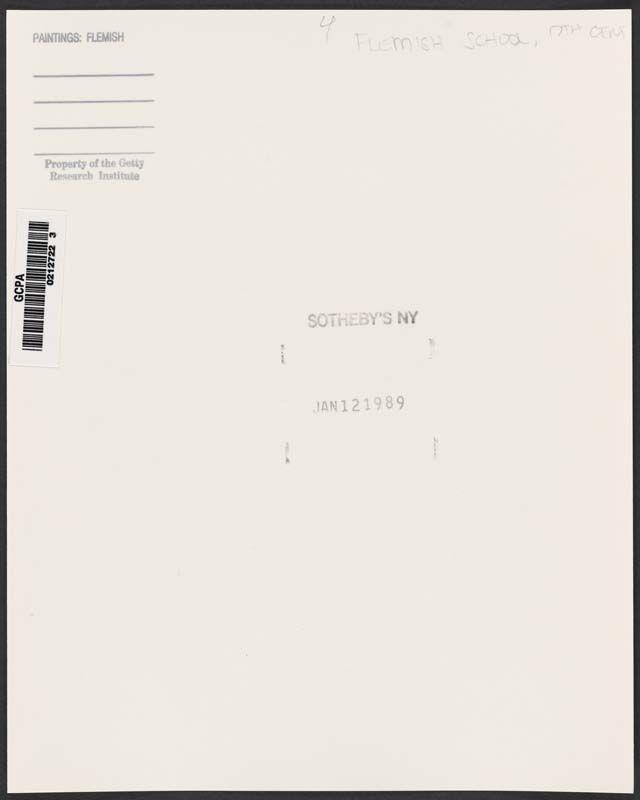 PAINTINGS: FLEMISH
4
FLEMISH SCHOOL, 17TH CENT
Property of the Getty
Research Institute
GCPA
0212722 3
SOTHEBY'S NY
JAN 12 1989